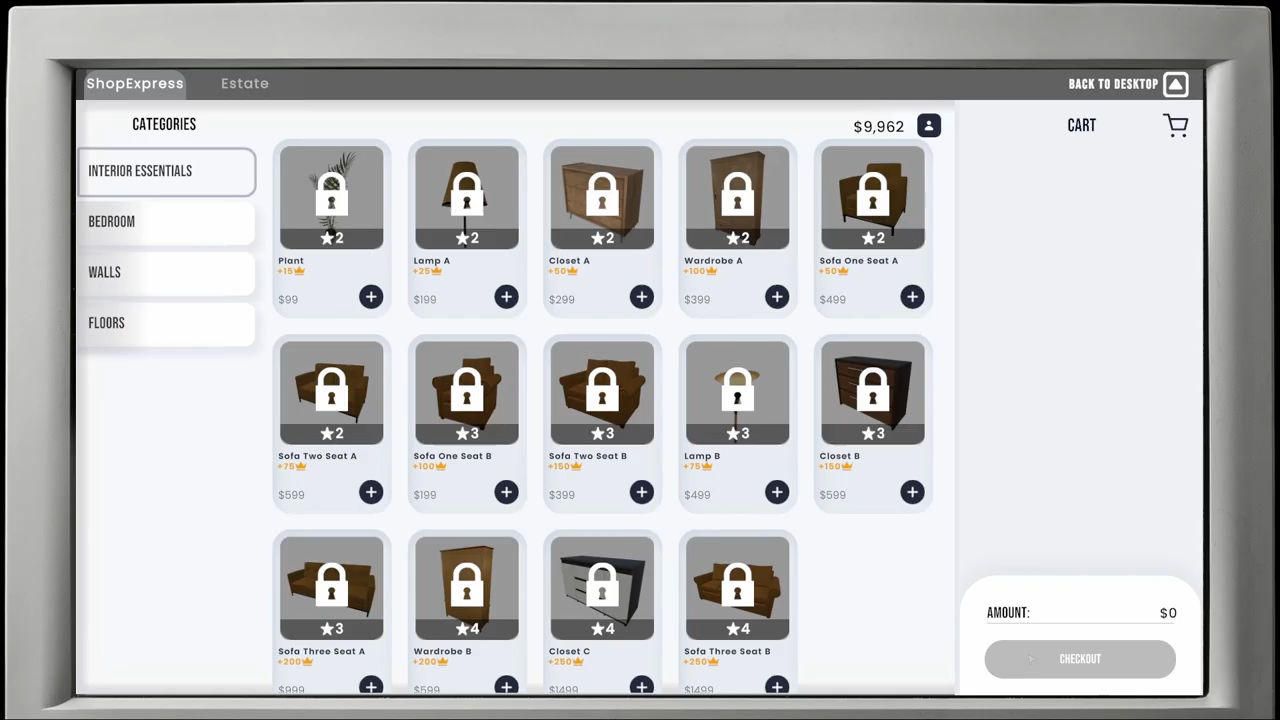 ShopExpress
Estate
BACK TO DESKTOP
CATEGORIES
$9,962
CART
INTERIOR ESSENTIALS
BEDROOM
WALLS
FLOORS
★2
★2
★2
★2
★2
Plant
Lamp A
Closet A
Wardrobe A
Sofa One Seat A
+15
+25
+50
+100
+50
$99
$199
$299
$399
$499
★2
★3
★3
★3
★3
Sofa Two Seat A
Sofa One Seat B
Sofa Two Seat B
Lamp B
Closet B
+75
+100
+150
+75
+150
$599
$199
$399
$499
$599
★3
★4
★4
★4
Sofa Three Seat A
Wardrobe B
Closet C
Sofa Three Seat B
+200
+200
+250
+250
$999
$599
$1499
$1499
AMOUNT:
$0
CHECKOUT